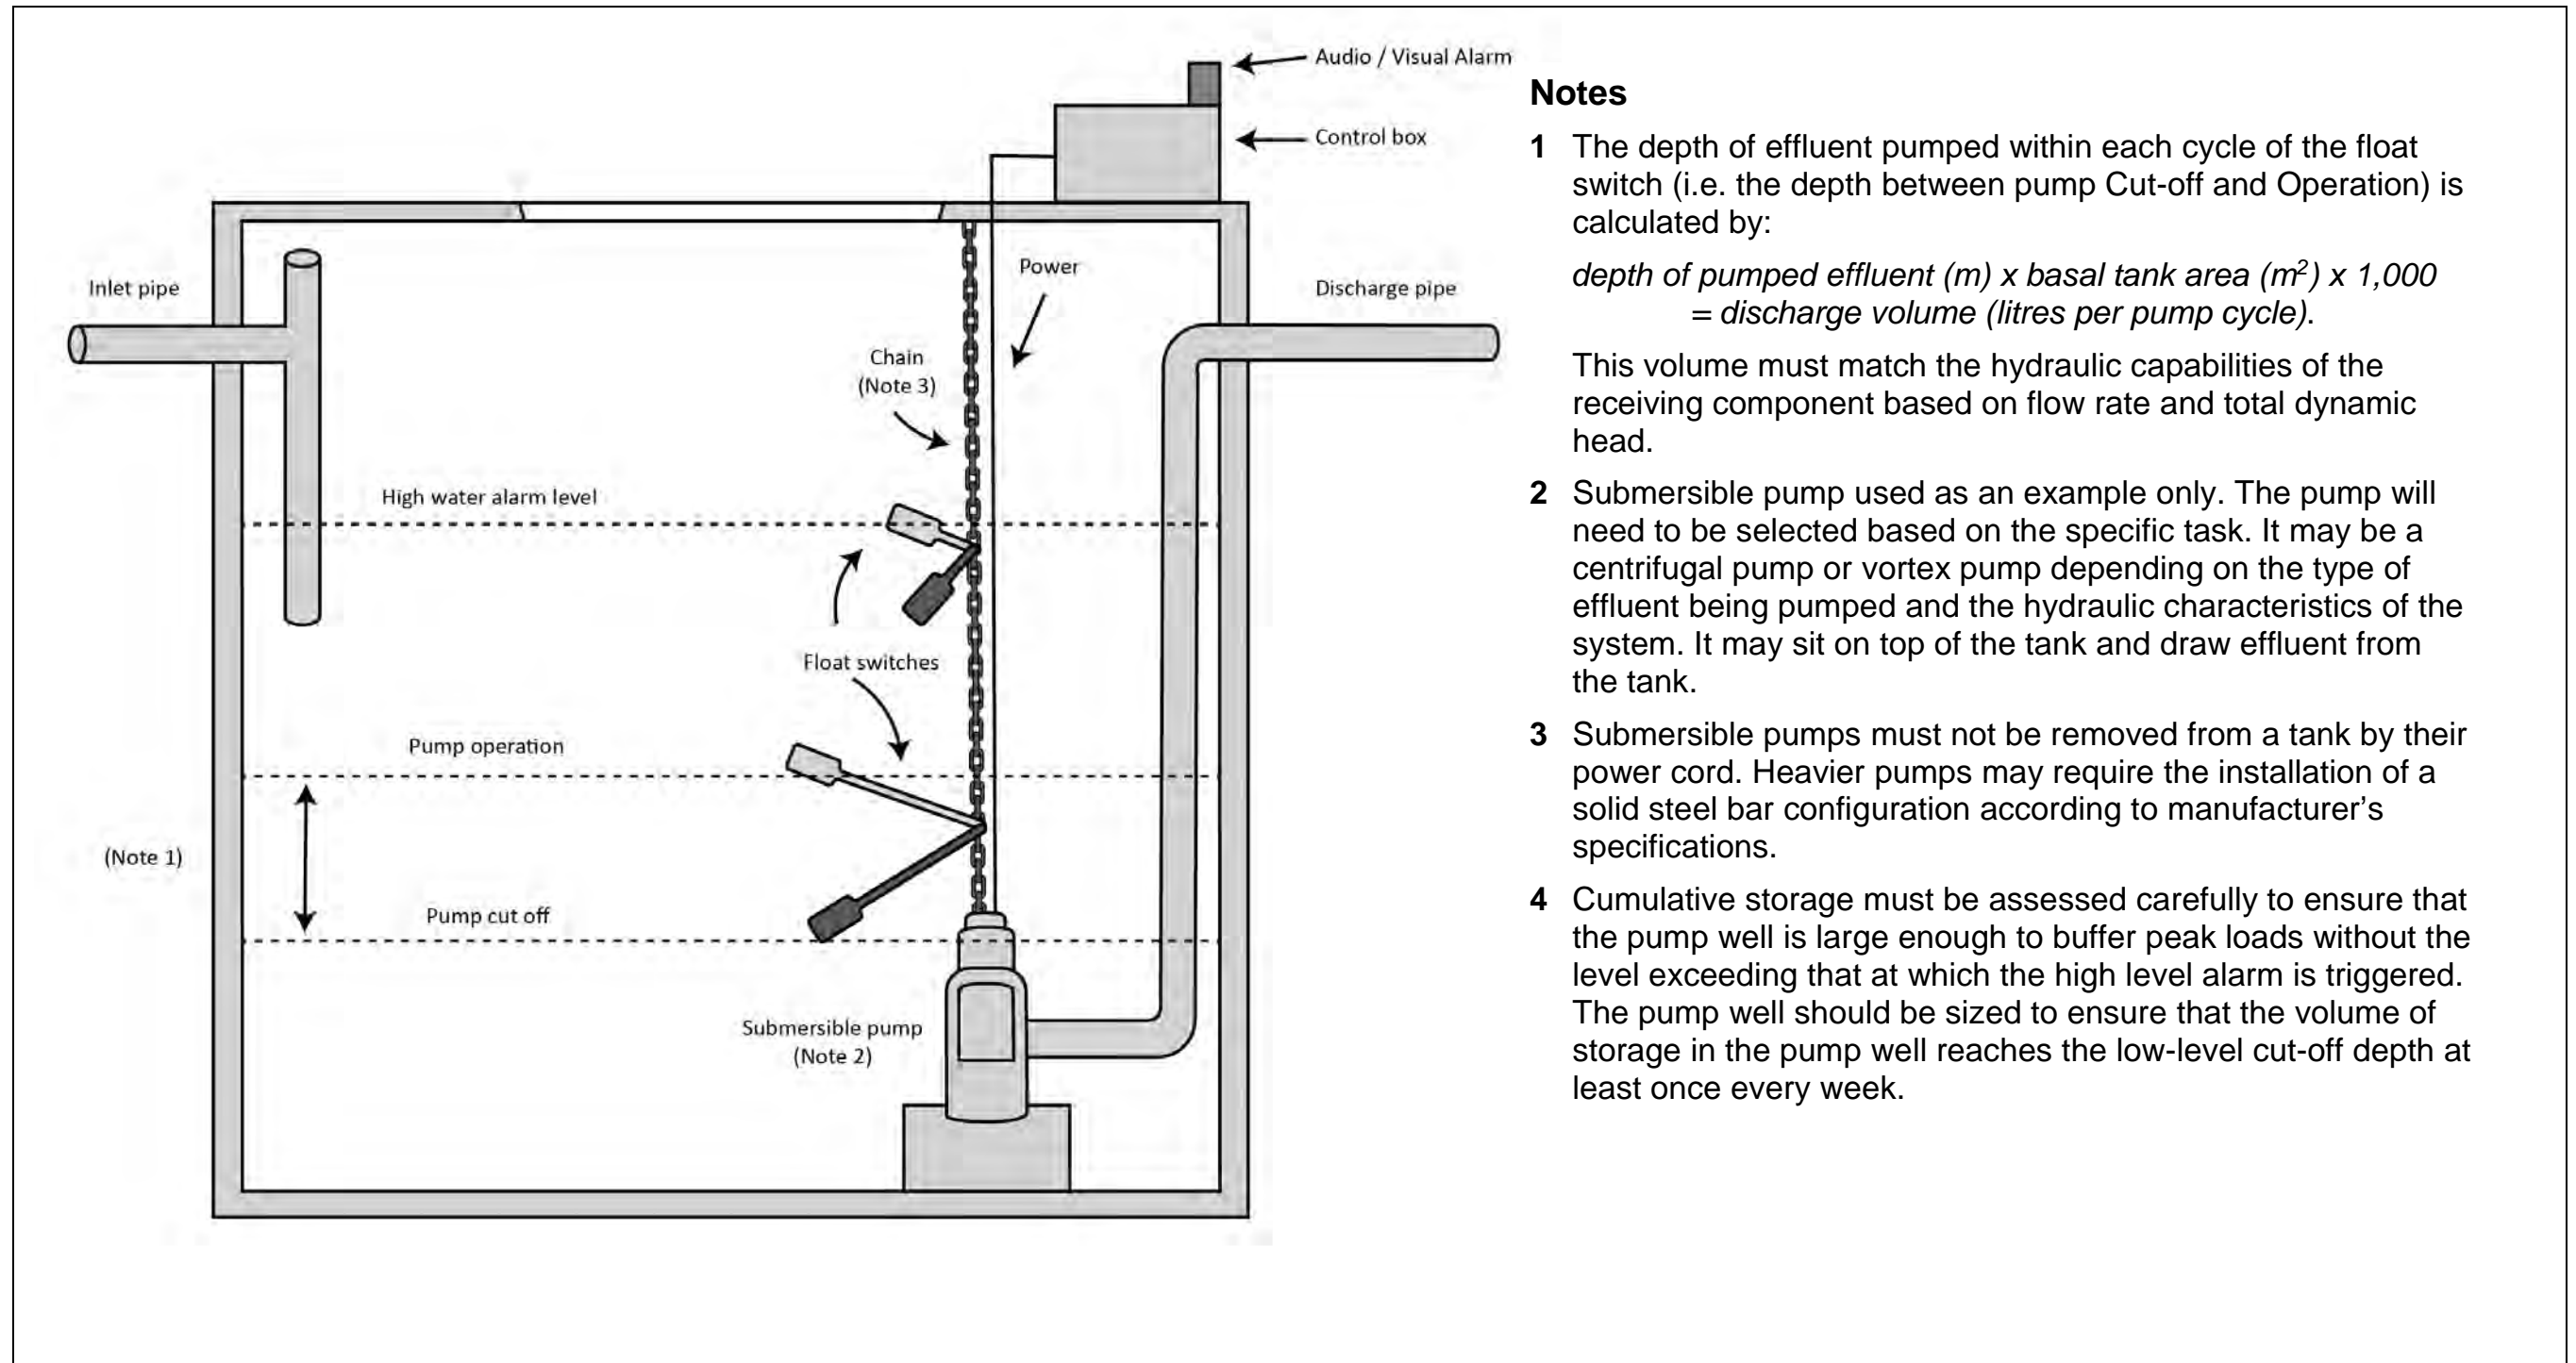 Audio / Visual Alarm
Control box
Power
Inlet pipe
Discharge pipe
Chain
(Note 3)
High water alarm level
Float switches
Pump operation
(Note 1)
Pump cut off
Submersible pump
(Note 2)
Notes
1 The depth of effluent pumped within each cycle of the float
switch (i.e. the depth between pump Cut-off and Operation) is
calculated by:
depth of pumped effluent (m) x basal tank area (m²) x 1,000
= discharge volume (litres per pump cycle).
This volume must match the hydraulic capabilities of the
receiving component based on flow rate and total dynamic
head.
2 Submersible pump used as an example only. The pump will
need to be selected based on the specific task. It may be a
centrifugal pump or vortex pump depending on the type of
effluent being pumped and the hydraulic characteristics of the
system. It may sit on top of the tank and draw effluent from
the tank.
3 Submersible pumps must not be removed from a tank by their
power cord. Heavier pumps may require the installation of a
solid steel bar configuration according to manufacturer’s
specifications.
4 Cumulative storage must be assessed carefully to ensure that
the pump well is large enough to buffer peak loads without the
level exceeding that at which the high level alarm is triggered.
The pump well should be sized to ensure that the volume of
storage in the pump well reaches the low-level cut-off depth at
least once every week.